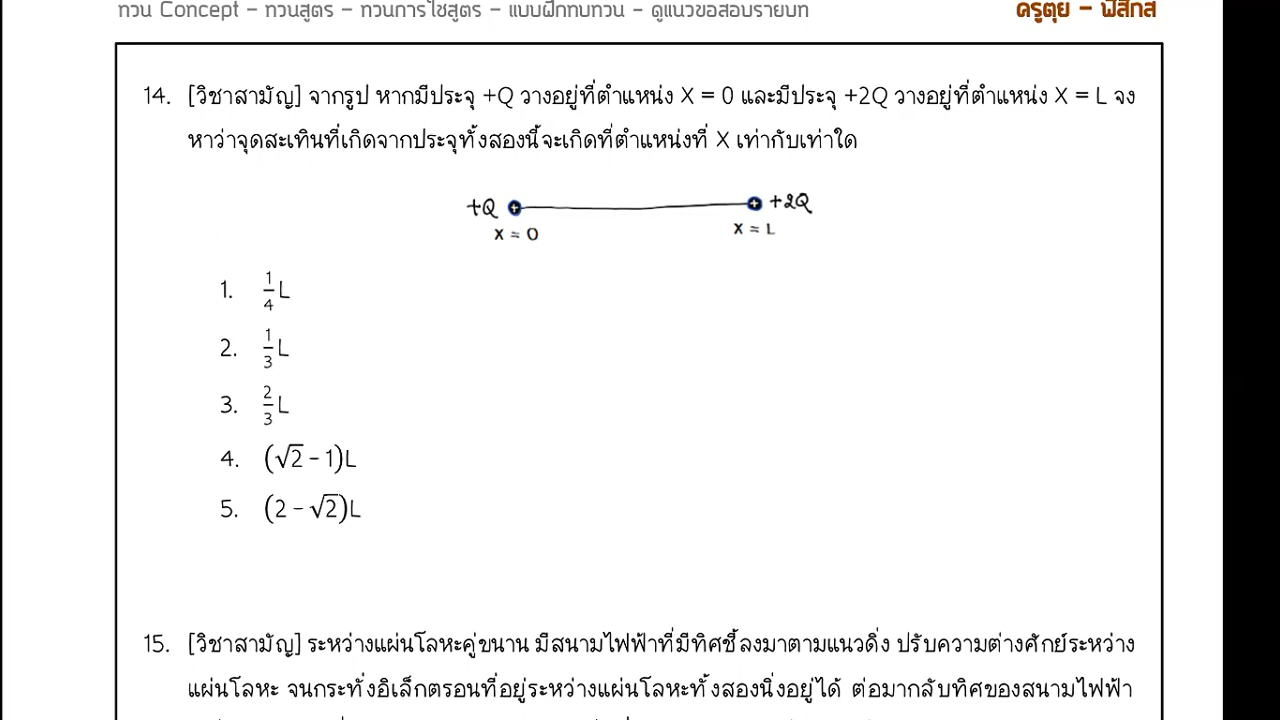 ทวน Concept – ทวนสูตร – ทวนการใช้สูตร – แบบฝึกทบทวน – ดูแนวข้อสอบรายบท
ครูตุย – ฟิสิกส์
14. [วิชาสามัญ] จากรูป หากมีประจุ +Q วางอยู่ที่ตำแหน่ง X = 0 และมีประจุ +2Q วางอยู่ที่ตำแหน่ง X = L จง
หาว่าจุดสะเทินที่เกิดจากประจุทั้งสองนี้จะเกิดที่ตำแหน่งที่ X เท่ากับเท่าใด
+Q + + +2Q
X = 0 X = L
1. 1/4 L
2. 1/3 L
3. 2/3 L
4. (√2 – 1)L
5. (2 – √2)L
15. [วิชาสามัญ] ระหว่างแผ่นโลหะคู่ขนาน มีสนามไฟฟ้าที่มีทิศชี้ลงมาตามแนวดิ่ง ปรับความต่างศักย์ระหว่าง
แผ่นโลหะ จนกระทั่งอิเล็กตรอนที่อยู่ระหว่างแผ่นโลหะทั้งสองนิ่งอยู่ได้ ต่อมากลับทิศของสนามไฟฟ้า